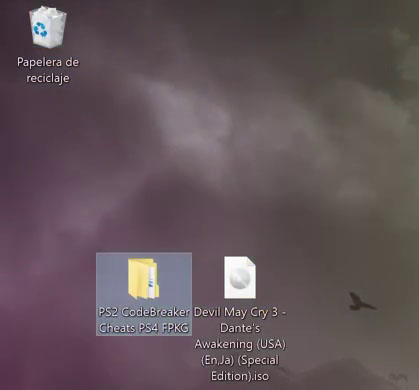 Papelera de
reciclaje
PS2 CodeBreaker
Cheats PS4 FPKG
Devil May Cry 3 -
Dante's
Awakening (USA)
(En,Ja) (Special
Edition).iso